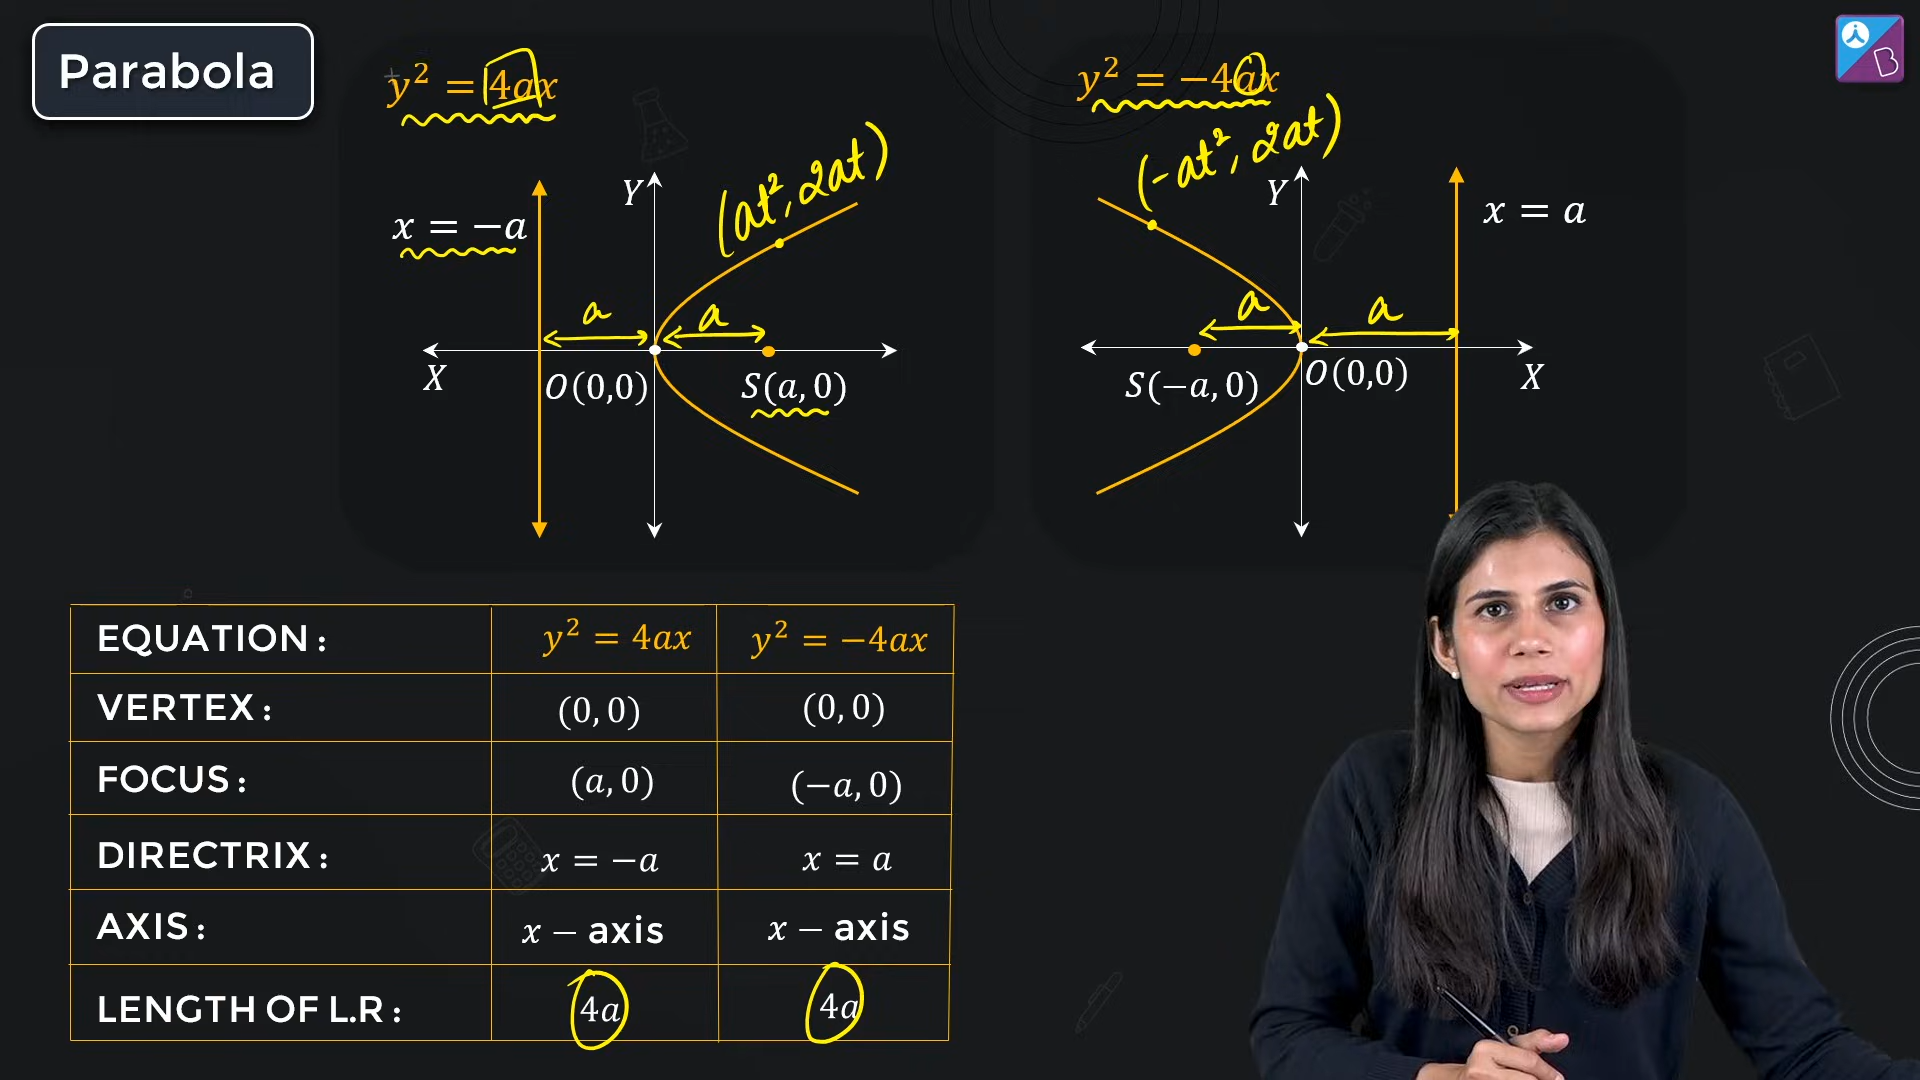 Parabola
y² = 4ax
x = −a
Y
(at², 2at)
a
a
X
O(0,0)
S(a, 0)
y² = −4ax
(-at², 2at)
Y
x = a
a
a
S(−a, 0)
O(0,0)
X
B
EQUATION : y² = 4ax y² = −4ax
VERTEX : (0, 0) (0, 0)
FOCUS : (a, 0) (−a, 0)
DIRECTRIX : x = −a x = a
AXIS : x − axis x − axis
LENGTH OF L.R : 4a 4a